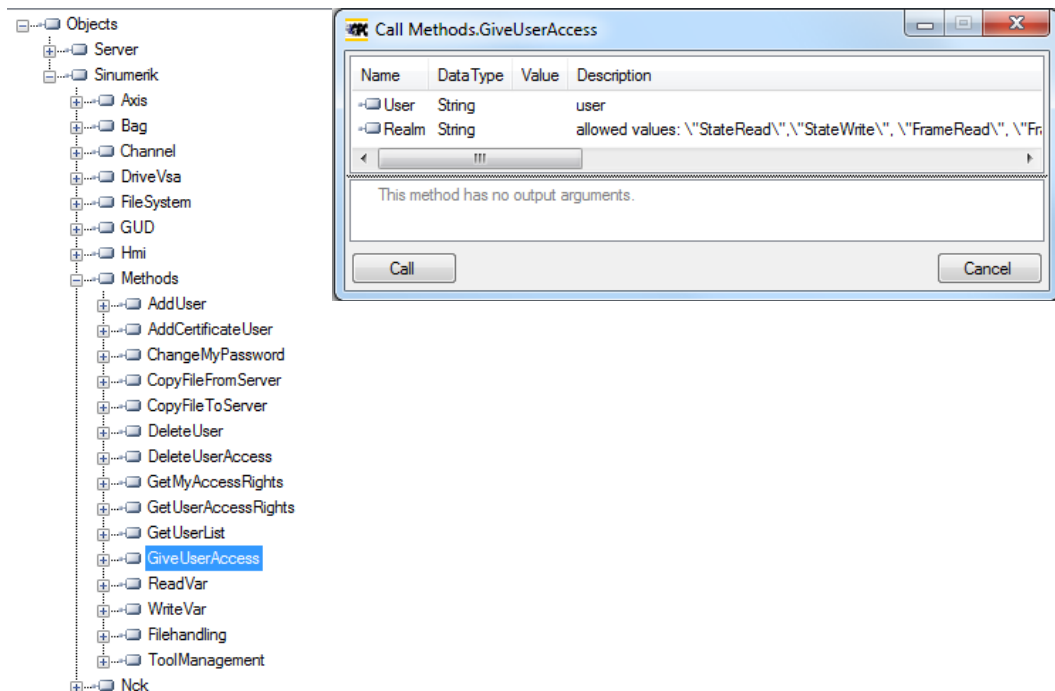 Objects
Server
Sinumerik
Axis
Bag
Channel
DriveVsa
FileSystem
GUD
Hmi
Methods
AddUser
AddCertificateUser
ChangeMyPassword
CopyFileFromServer
CopyFileToServer
DeleteUser
DeleteUserAccess
GetMyAccessRights
GetUserAccessRights
GetUserList
GiveUserAccess
ReadVar
WriteVar
Filehandling
ToolManagement
Nck
Call Methods.GiveUserAccess
Name DataType Value Description
User String user
Realm String allowed values: \"StateRead\",\"StateWrite\", \"FrameRead\", \"Fr
This method has no output arguments.
Call Cancel